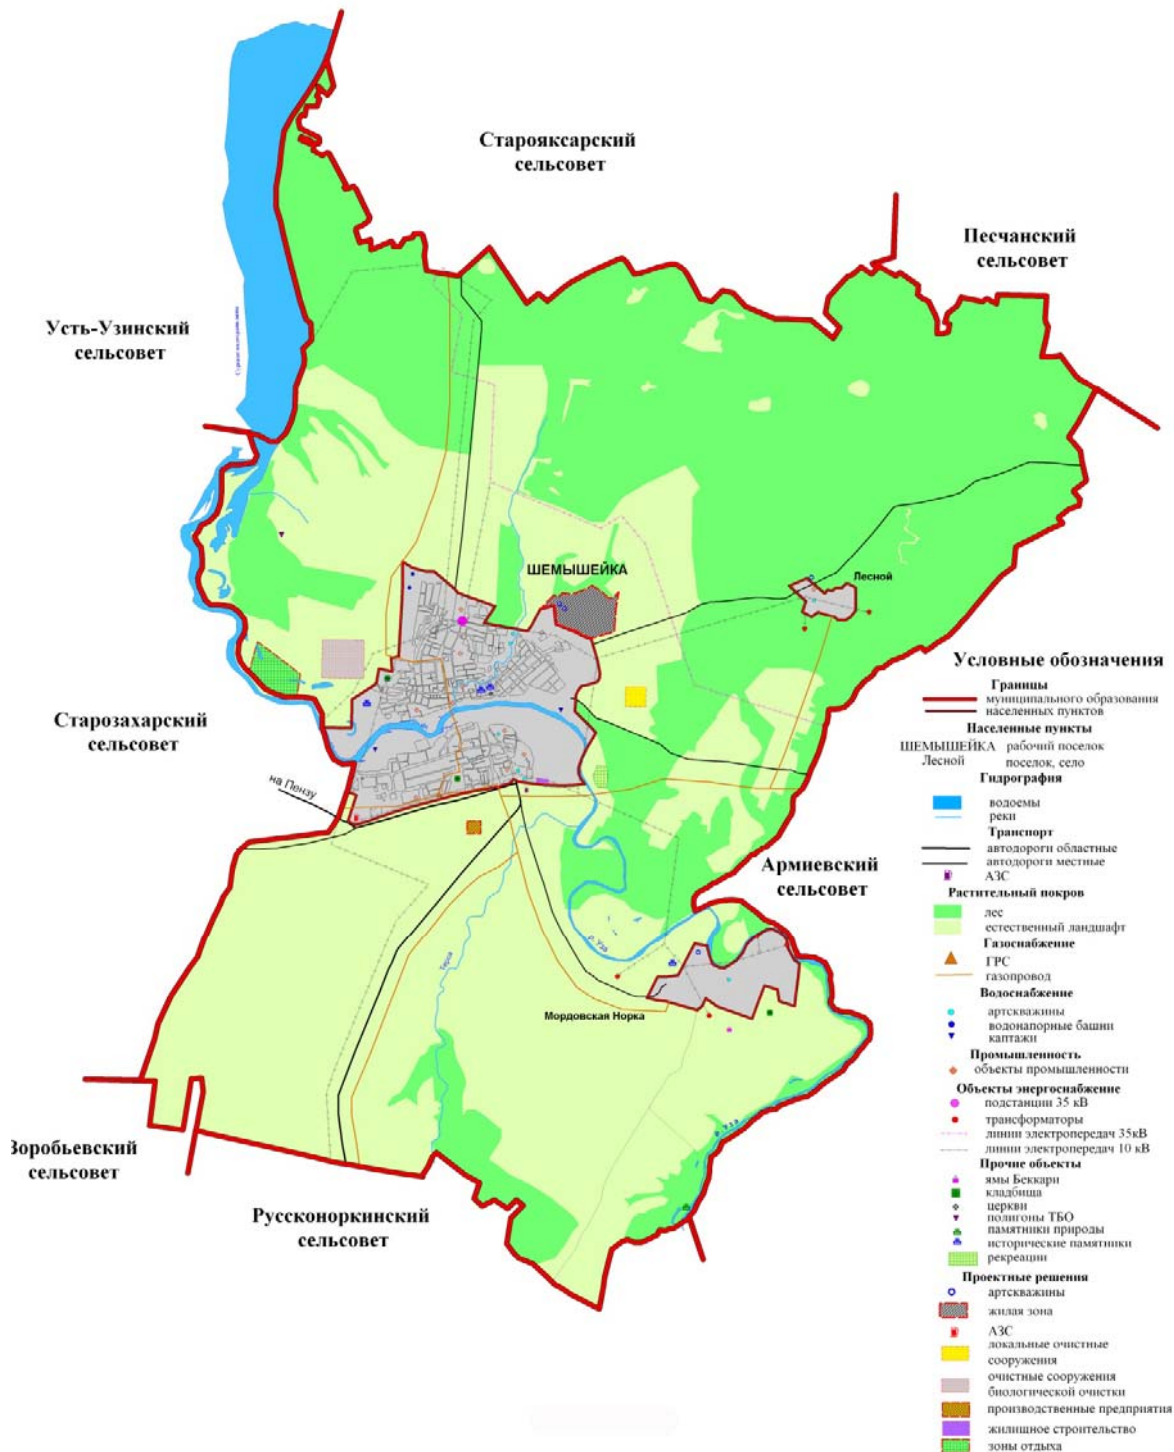 Старояксарский
сельсовет
Песчанский
сельсовет
Усть-Узинский
сельсовет
ШЕМЫШЕЙКА
Лесной
Старозахарский
сельсовет
на Пензу
Армиевский
сельсовет
р. Уза
Мордовская Норка
Уза
Зоробьевский
сельсовет
Русснокоркинский
сельсовет
Условные обозначения
Границы
муниципального образования
населенных пунктов
Населенные пункты
ШЕМЫШЕЙКА рабочий поселок
Лесной поселок, село
Гидрография
водоемы
реки
Транспорт
автодороги областные
автодороги местные
АЗС
Растительный покров
лес
естественный ландшафт
Газоснабжение
ГРС
газопровод
Водоснабжение
артскважины
водонапорные башни
каптажи
Промышленность
объекты промышленности
Объекты энергоснабжение
подстанции 35 кВ
трансформаторы
линии электропередач 35кВ
линии электропередач 10 кВ
Прочие объекты
ямы Беккари
кладбища
церкви
полигоны ТБО
памятники природы
исторические памятники
рекреации
Проектные решения
артскважины
жилая зона
АЗС
локальные очистные
сооружения
очистные сооружения
биологической очистки
производственные предприятия
жилищное строительство
зоны отдыха